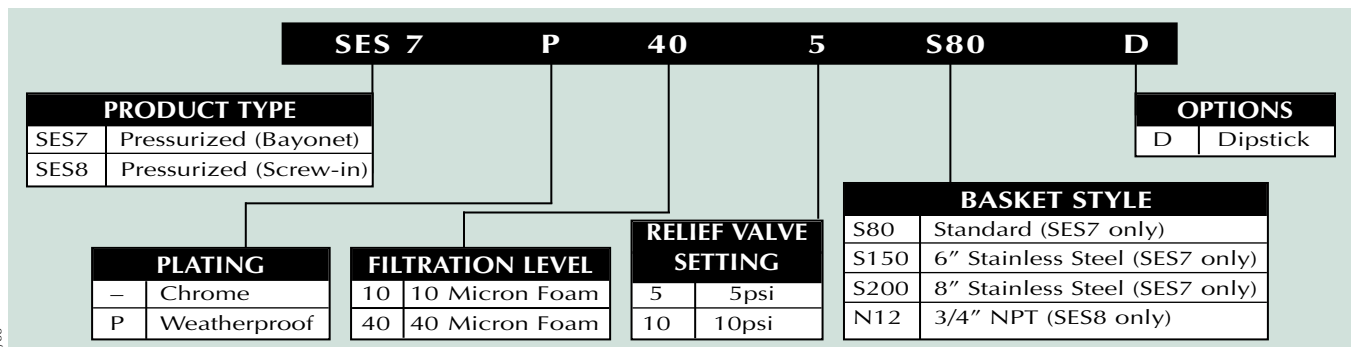 SES 7 P 40 5 S80 D
PRODUCT TYPE
SES7 Pressurized (Bayonet)
SES8 Pressurized (Screw-in)
OPTIONS
D Dipstick
PLATING
– Chrome
P Weatherproof
FILTRATION LEVEL
10 10 Micron Foam
40 40 Micron Foam
RELIEF VALVE
SETTING
5 5psi
10 10psi
BASKET STYLE
S80 Standard (SES7 only)
S150 6″ Stainless Steel (SES7 only)
S200 8″ Stainless Steel (SES7 only)
N12 3/4″ NPT (SES8 only)